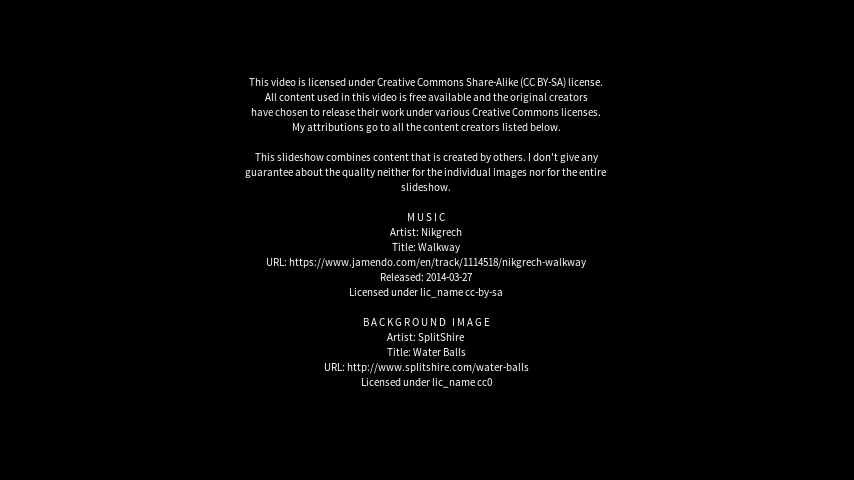 This video is licensed under Creative Commons Share-Alike (CC BY-SA) license.
All content used in this video is free available and the original creators
have chosen to release their work under various Creative Commons licenses.
My attributions go to all the content creators listed below.
This slideshow combines content that is created by others. I don't give any
guarantee about the quality neither for the individual images nor for the entire
slideshow.
MUSIC
Artist: Nikgrech
Title: Walkway
URL: https://www.jamendo.com/en/track/1114518/nikgrech-walkway
Released: 2014-03-27
Licensed under lic_name cc-by-sa
BACKGROUND IMAGE
Artist: SplitShire
Title: Water Balls
URL: http://www.splitshire.com/water-balls
Licensed under lic_name cc0